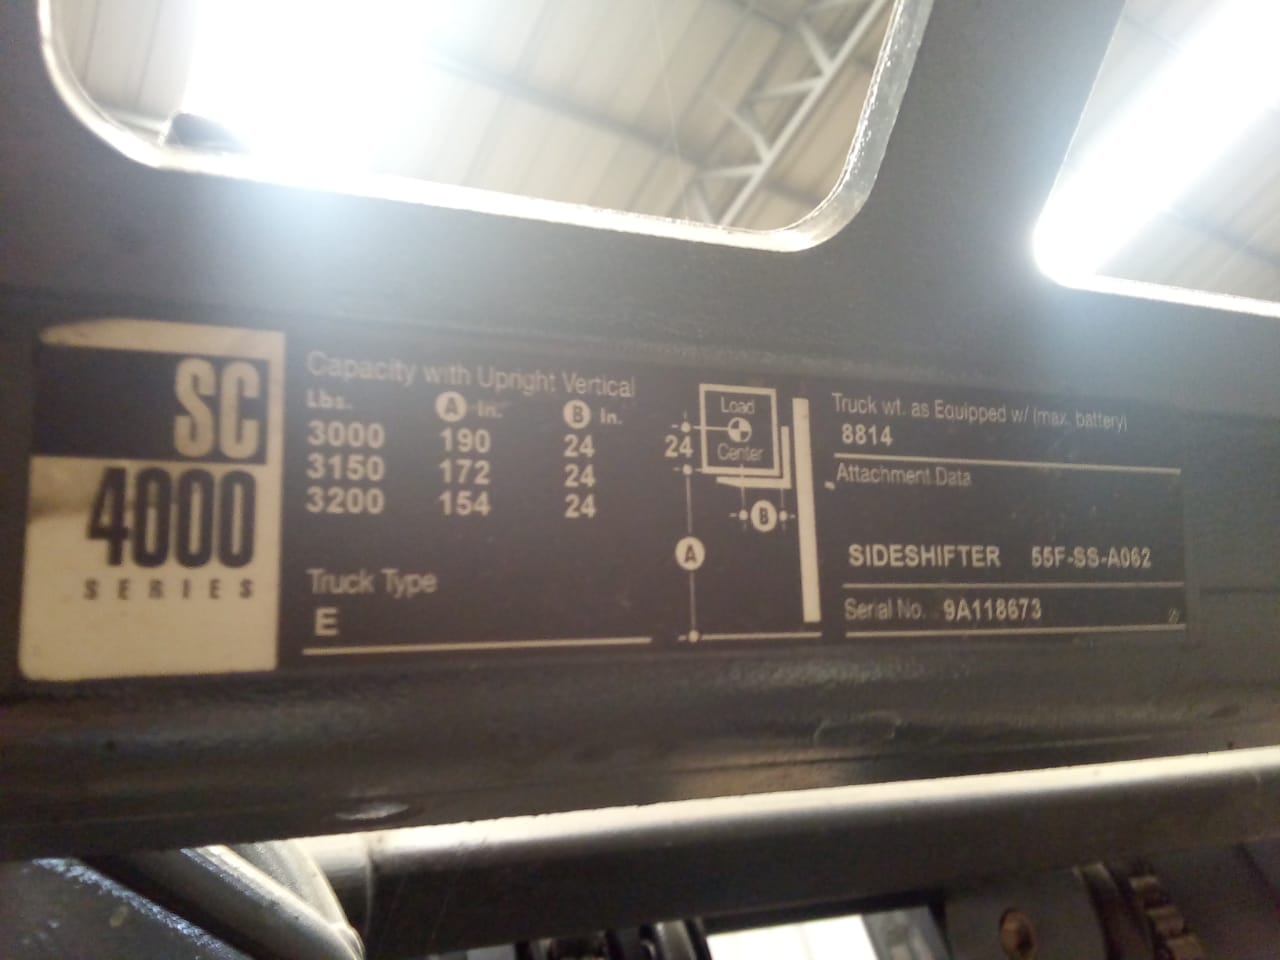 SC
4000
SERIES
Capacity with Upright Vertical
Lbs. A In. B In.
3000 190 24
3150 172 24
3200 154 24
Truck Type
E
Load
Center
24
B
A
Truck wt. as Equipped w/ (max. battery)
8814
Attachment Data
SIDESHIFTER 55F-SS-A062
Serial No. 9A118673